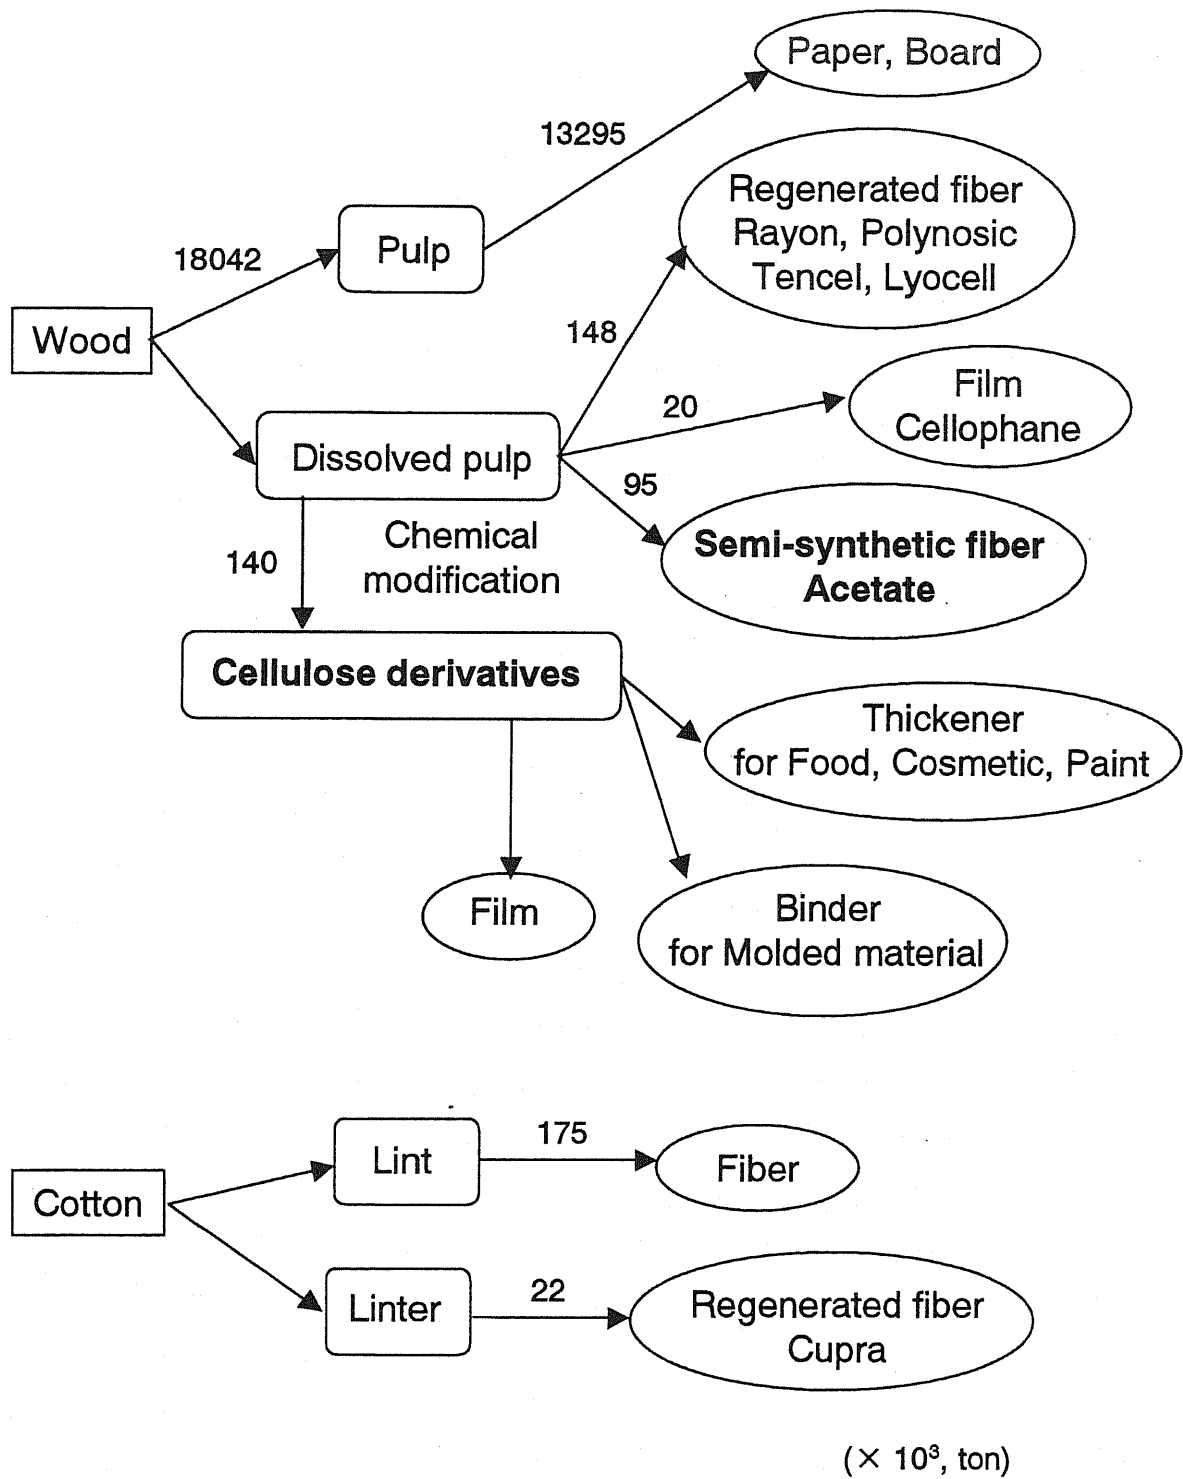 Paper, Board
13295
Regenerated fiber
Rayon, Polynosic
Tencel, Lyocell
18042
Pulp
Wood
148
Film
Cellophane
20
Dissolved pulp
95
Semi-synthetic fiber
Acetate
140
Chemical
modification
Cellulose derivatives
Thickener
for Food, Cosmetic, Paint
Film
Binder
for Molded material
Cotton
Lint
175
Fiber
Linter
22
Regenerated fiber
Cupra
(× 10³, ton)